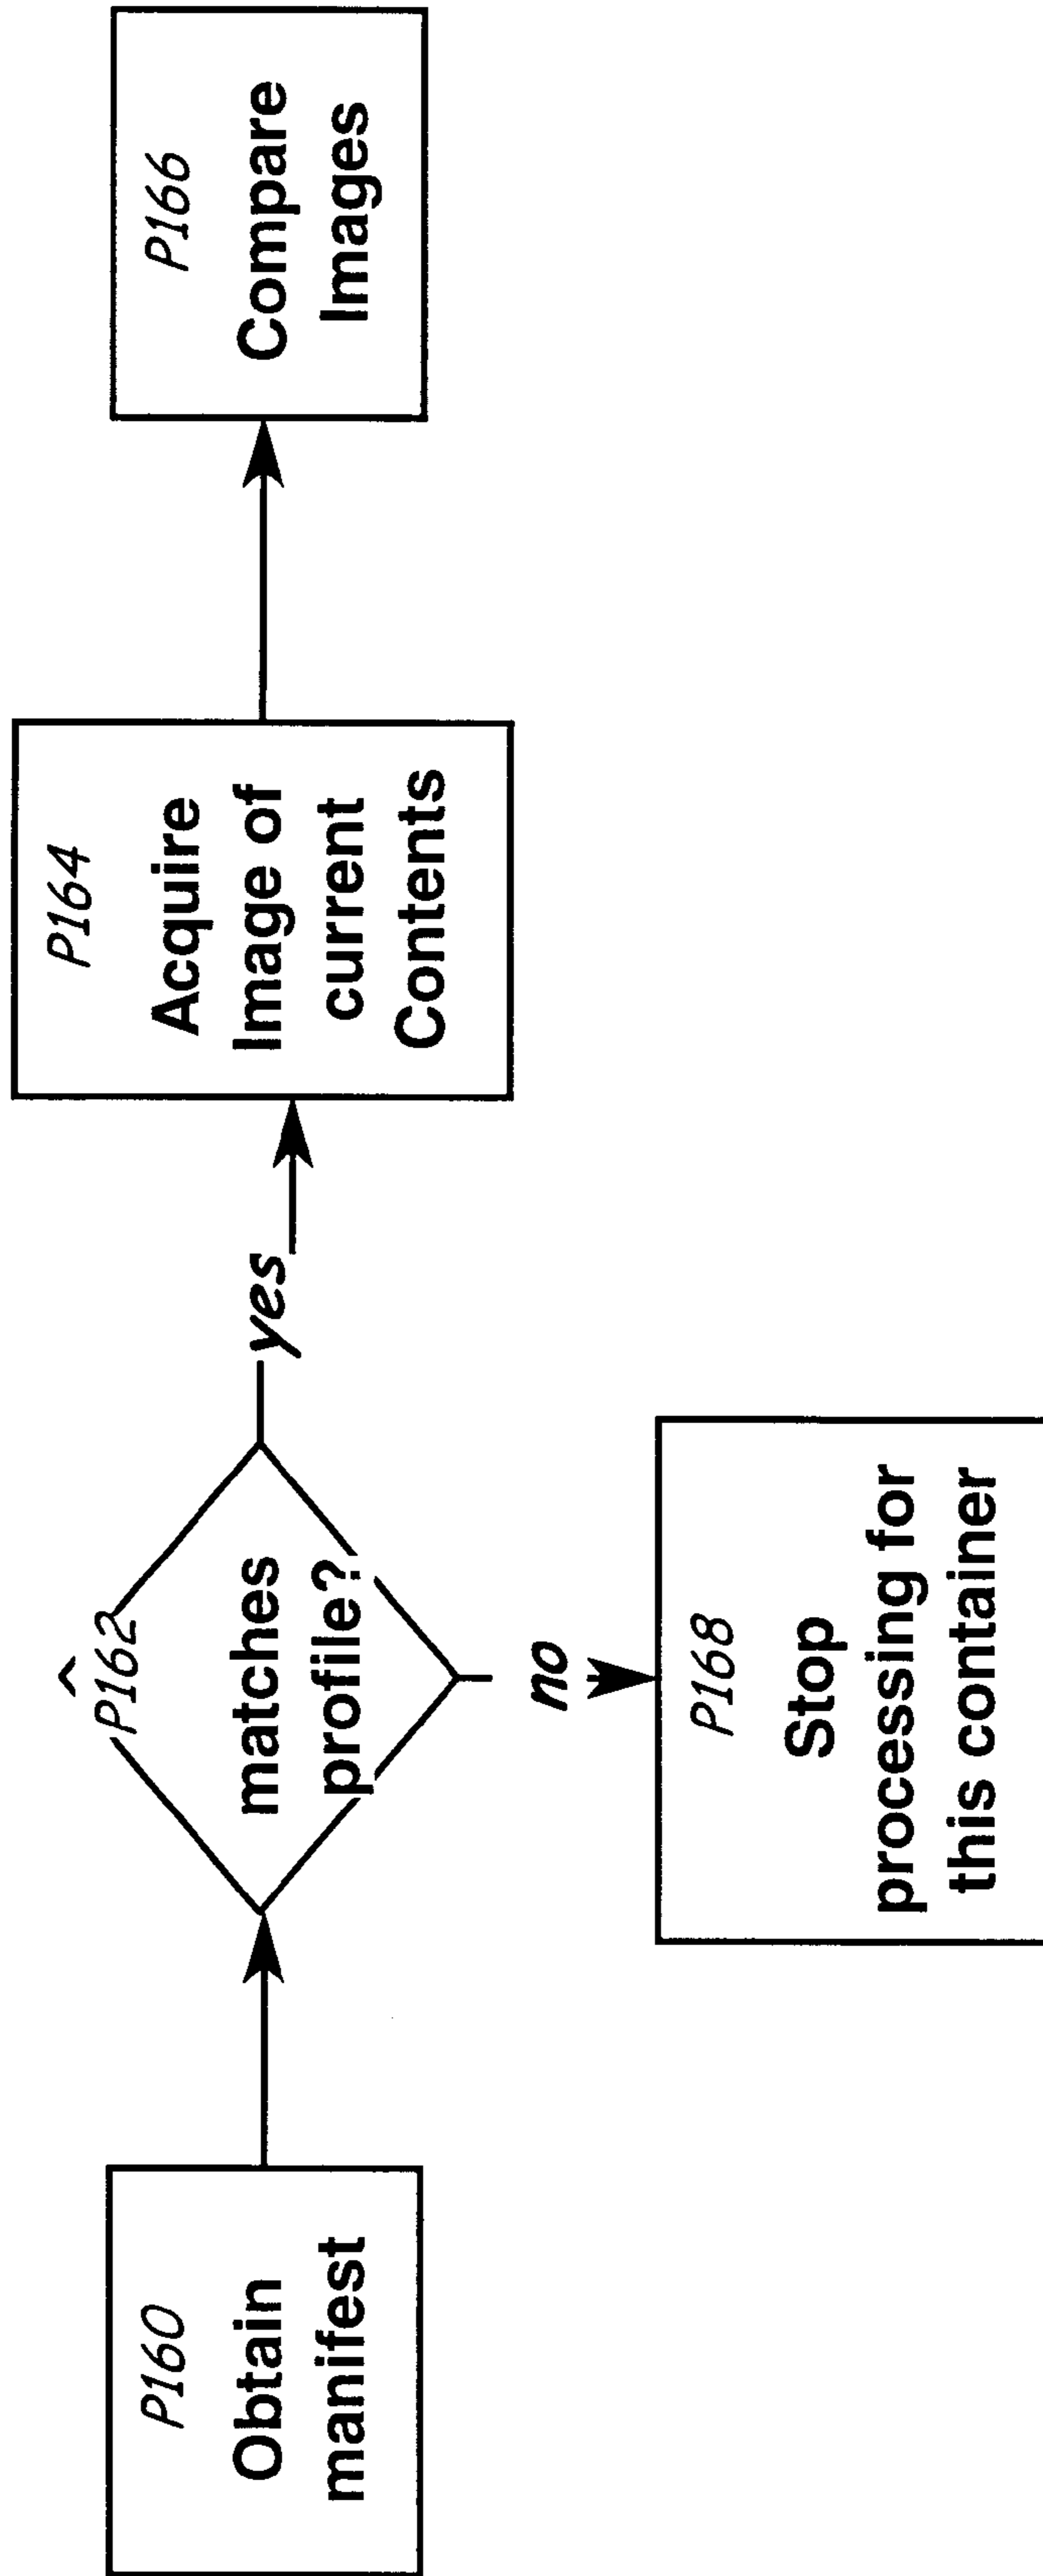 P160
Obtain
manifest
P162
matches
profile?
yes
no
P164
Acquire
Image of
current
Contents
P166
Compare
Images
P168
Stop
processing for
this container